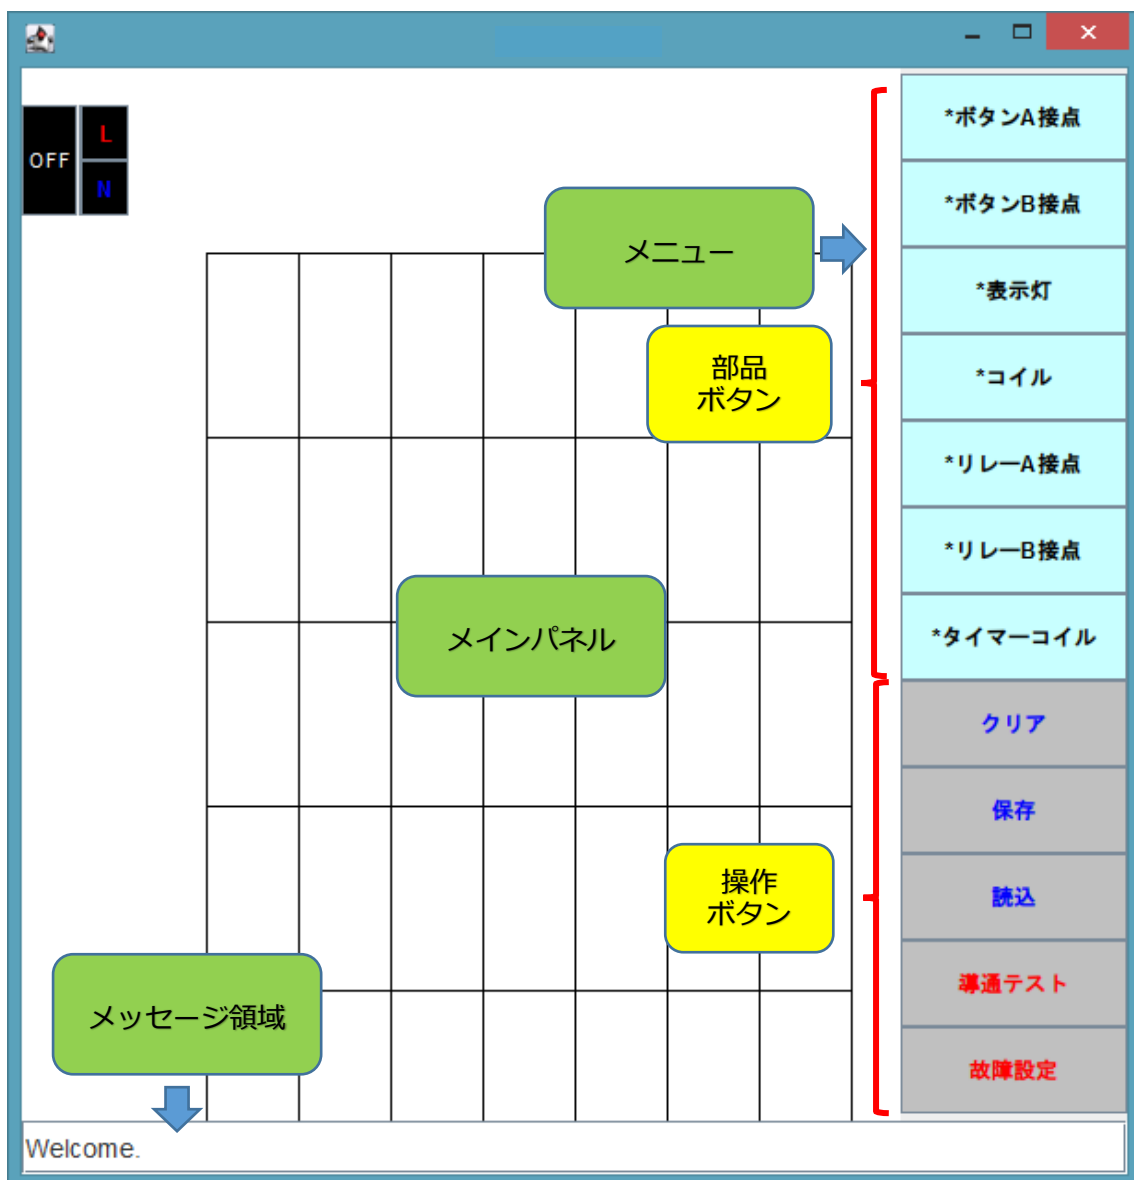 OFF
L
N
メニュー
部品
ボタン
メインパネル
操作
ボタン
メッセージ領域
*ボタンA接点
*ボタンB接点
*表示灯
*コイル
*リレーA接点
*リレーB接点
*タイマーコイル
クリア
保存
読込
導通テスト
故障設定
Welcome.